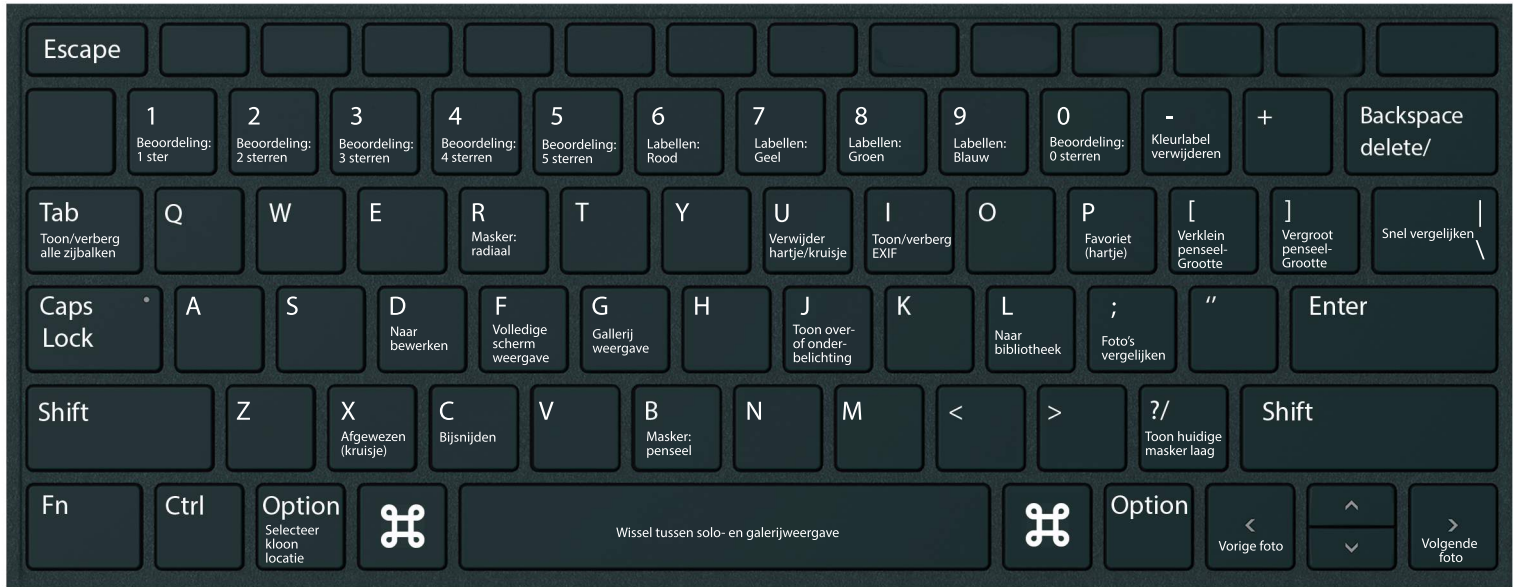 Escape
1
Beoordeling:
1 ster
2
Beoordeling:
2 sterren
3
Beoordeling:
3 sterren
4
Beoordeling:
4 sterren
5
Beoordeling:
5 sterren
6
Labellen:
Rood
7
Labellen:
Geel
8
Labellen:
Groen
9
Labellen:
Blauw
0
Beoordeling:
0 sterren
-
Kleurlabel
verwijderen
+
Backspace
delete/
Tab
Toon/verberg
alle zijbalken
Q
W
E
R
Masker:
radiaal
T
Y
U
Verwijder
hartje/kruisje
I
Toon/verberg
EXIF
O
P
Favoriet
(hartje)
[
Verklein
penseel-
Grootte
]
Vergroot
penseel-
Grootte
|
Snel vergelijken
\
Caps
Lock
A
S
D
Naar
bewerken
F
Volledige
scherm
weergave
G
Gallerij
weergave
H
J
Toon over-
of onder-
belichting
K
L
Naar
bibliotheek
;
Foto's
vergelijken
"
Enter
Shift
Z
X
Afgewezen
(kruisje)
C
Bijsnijden
V
B
Masker:
penseel
N
M
<
>
?/
Toon huidige
masker laag
Shift
Fn
Ctrl
Option
Selecteer
kloon
locatie
⌘
Wissel tussen solo- en galerijweergave
⌘
Option
<
Vorige foto
^
v
>
Volgende
foto